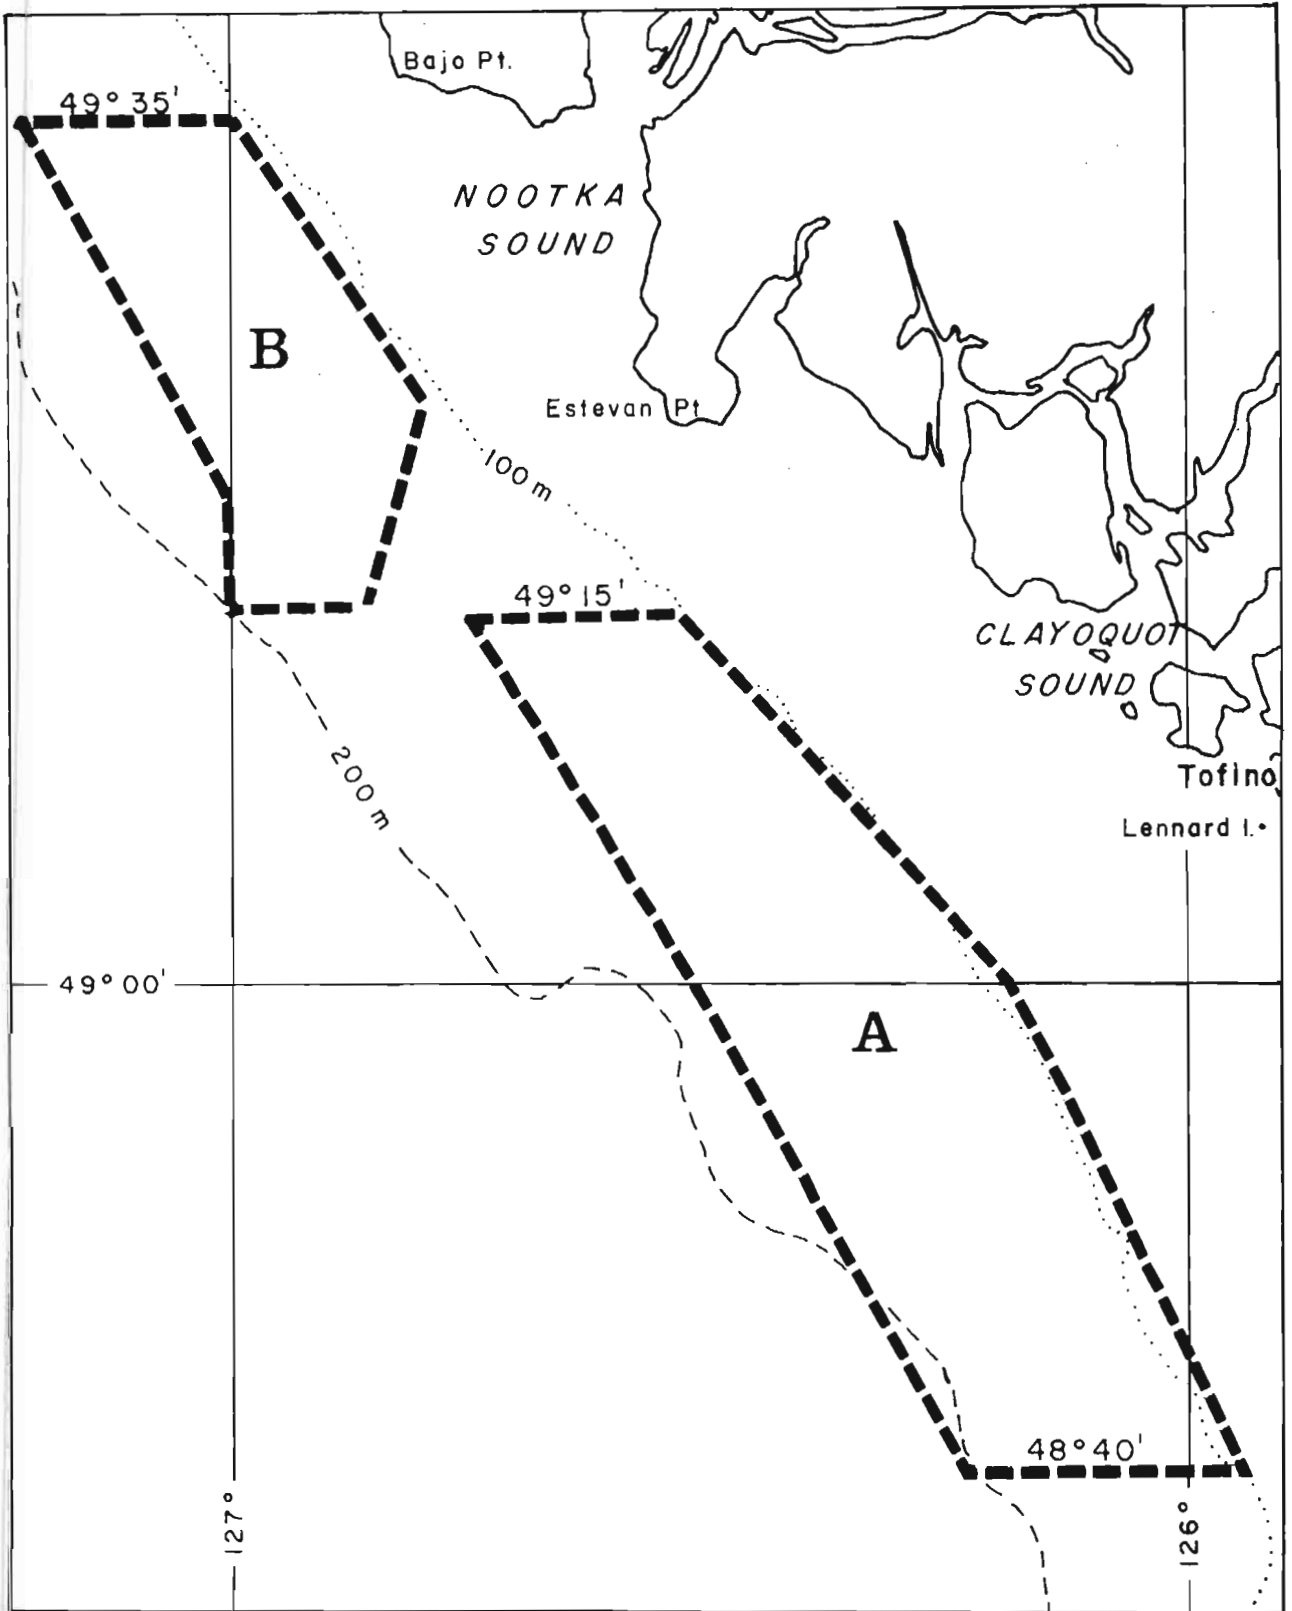 Bajo Pt.
49° 35'
NOOTKA
SOUND
B
Estevan Pt
100 m
49° 15'
CLAYOQUOT
SOUND
200 m
Tofino
Lennard I.
49° 00'
A
48° 40'
127°
126°